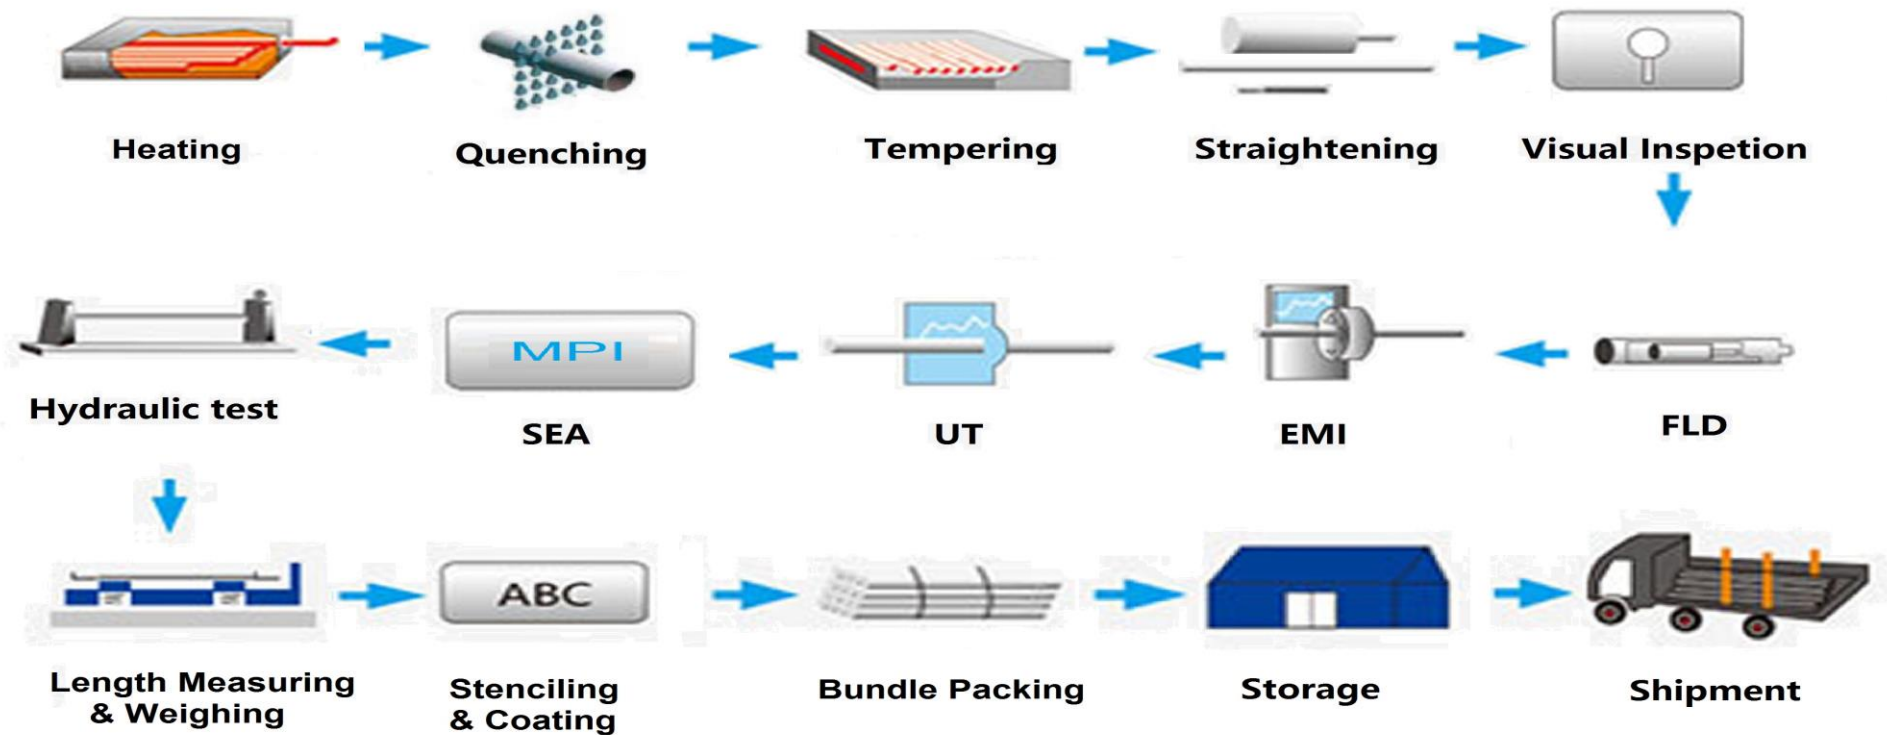 Heating
Quenching
Tempering
Straightening
Visual Inspetion
Hydraulic test
MPI
SEA
UT
EMI
FLD
Length Measuring
& Weighing
ABC
Stenciling
& Coating
Bundle Packing
Storage
Shipment